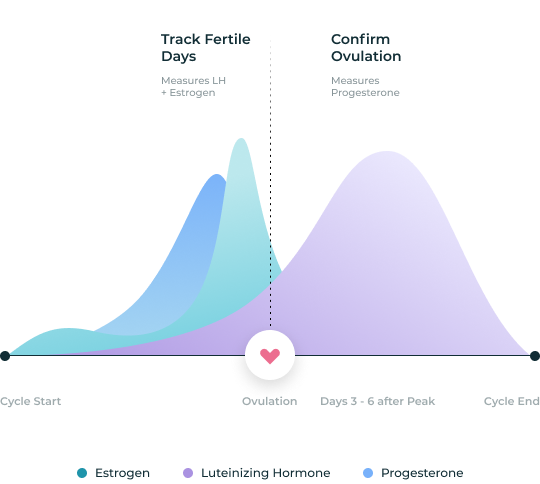 Track Fertile
Days
Measures LH
+ Estrogen
Confirm
Ovulation
Measures
Progesterone
Cycle Start
Ovulation
Days 3 - 6 after Peak
Cycle End
Estrogen
Luteinizing Hormone
Progesterone